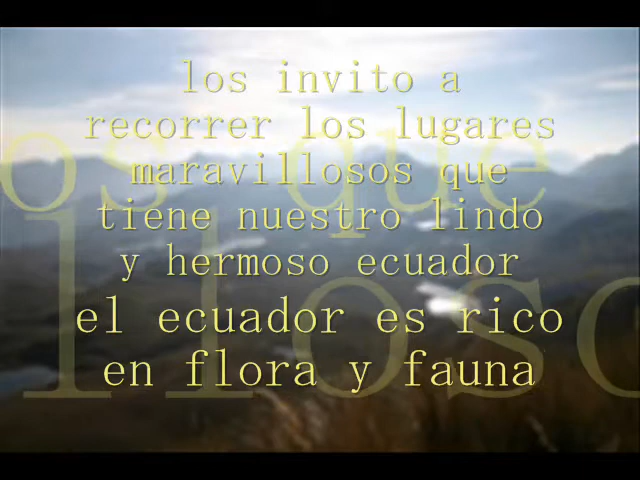 los invito a
recorrer los lugares
maravillosos que
tiene nuestro lindo
y hermoso ecuador
el ecuador es rico
en flora y fauna